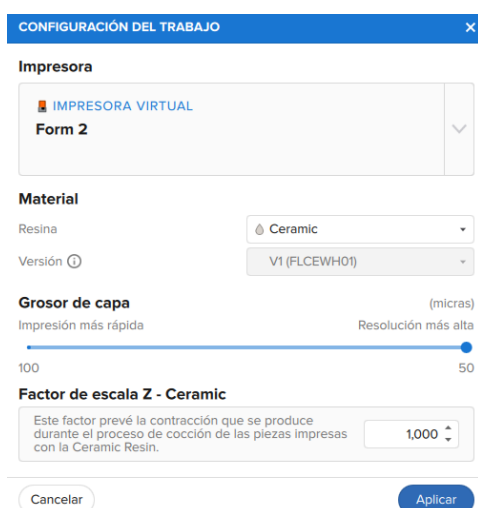 CONFIGURACIÓN DEL TRABAJO
Impresora
IMPRESORA VIRTUAL
Form 2
Material
Resina
Ceramic
Versión
V1 (FLCEWH01)
Grosor de capa
(micras)
Impresión más rápida
Resolución más alta
100
50
Factor de escala Z - Ceramic
Este factor prevé la contracción que se produce
durante el proceso de cocción de las piezas impresas
con la Ceramic Resin.
1,000
Cancelar
Aplicar